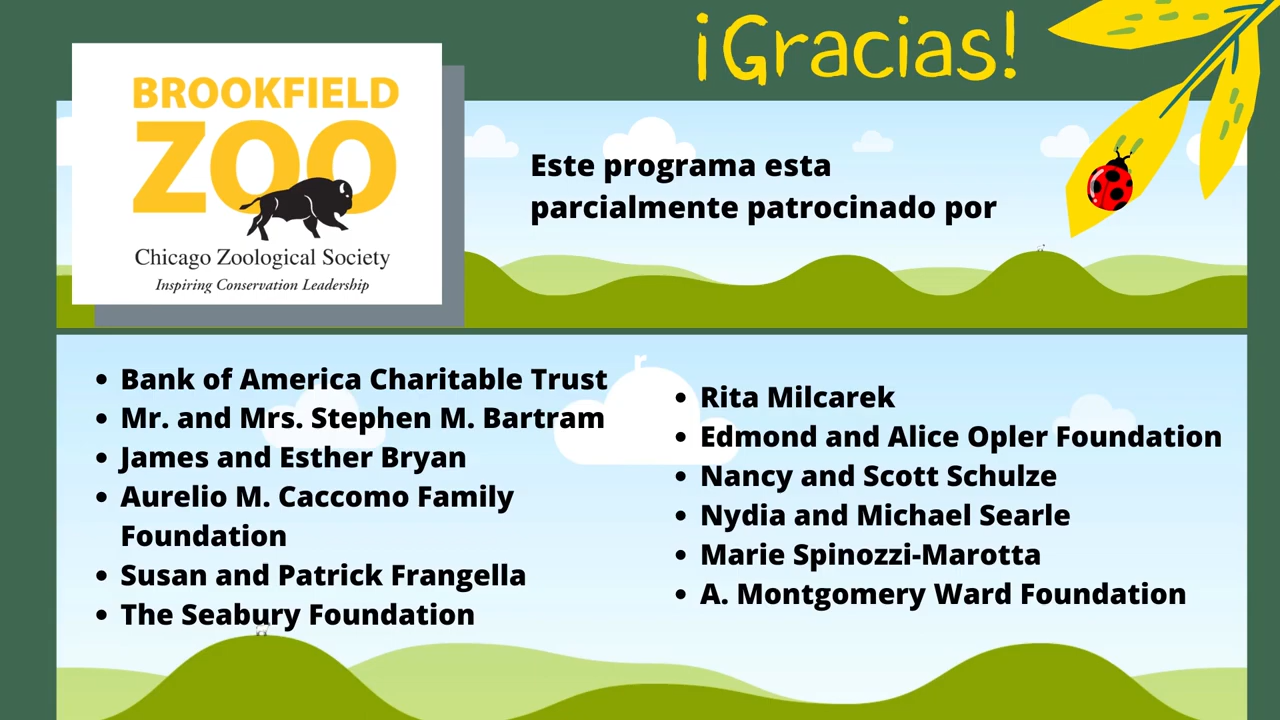 ¡Gracias!
BROOKFIELD
ZOO
Chicago Zoological Society
Inspiring Conservation Leadership
Este programa esta
parcialmente patrocinado por
r
• Bank of America Charitable Trust
• Mr. and Mrs. Stephen M. Bartram
• James and Esther Bryan
• Aurelio M. Caccomo Family
Foundation
• Susan and Patrick Frangella
• The Seabury Foundation
• Rita Milcarek
• Edmond and Alice Opler Foundation
• Nancy and Scott Schulze
• Nydia and Michael Searle
• Marie Spinozzi-Marotta
• A. Montgomery Ward Foundation